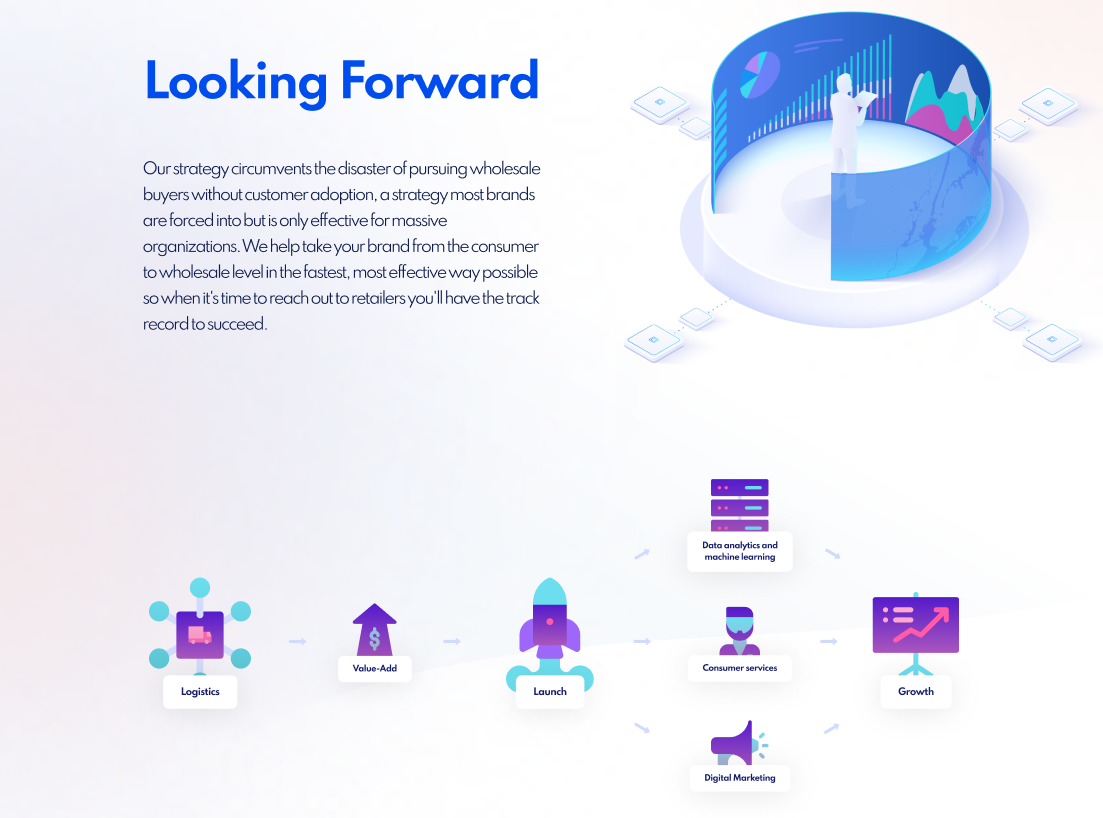 Looking Forward
Our strategy circumvents the disaster of pursuing wholesale
buyers without customer adoption, a strategy most brands
are forced into but is only effective for massive
organizations. We help take your brand from the consumer
to wholesale level in the fastest, most effective way possible
so when it's time to reach out to retailers you'll have the track
record to succeed.
Data analytics and
machine learning
Logistics
Value-Add
$
Launch
Consumer services
Growth
Digital Marketing